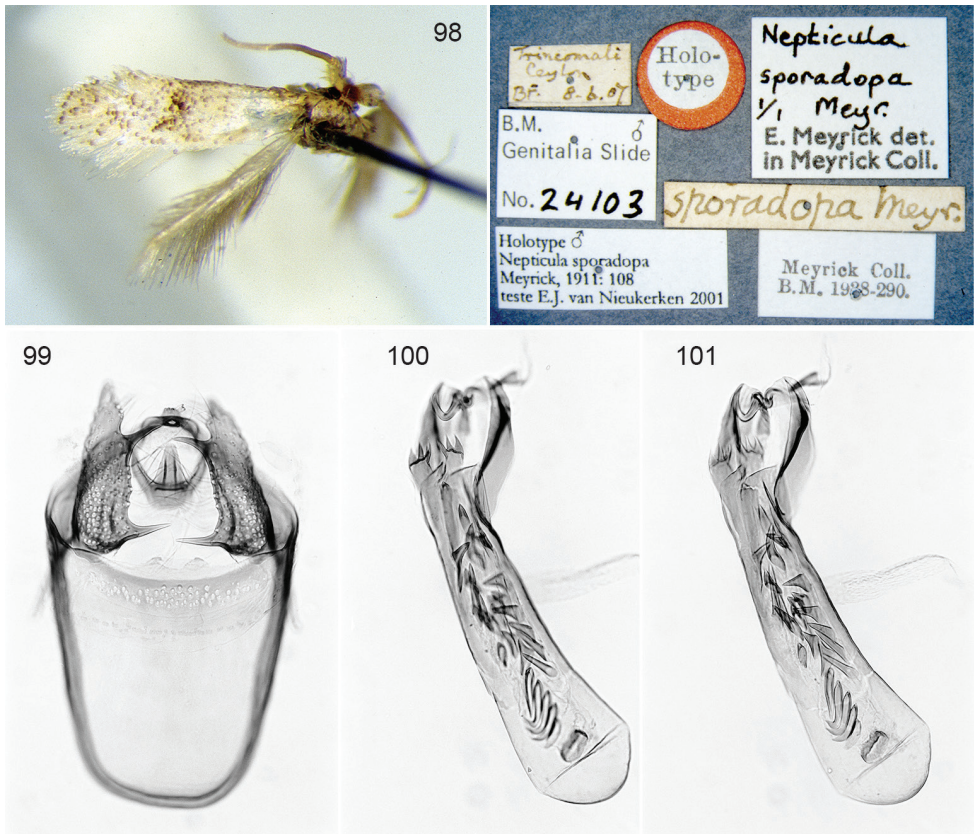 98
Trincomali
Ceylon
BF. 8.6.07
Holo-
type
Nepticula
sporadopa
1/1 Meyr.
E. Meyrick det.
in Meyrick Coll.
B.M. ♂
Genitalia Slide
No. 24103
sporadopa Meyr.
Holotype ♂
Nepticula sporadopa
Meyrick, 1911: 108
teste E.J. van Nieukerken 2001
Meyrick Coll.
B.M. 1938-290.
99
100
101